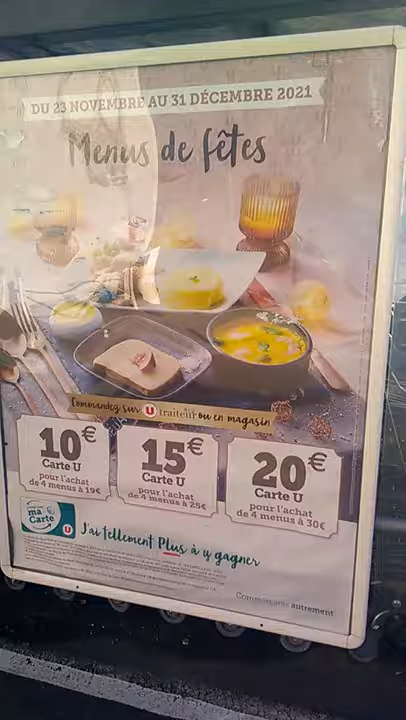 DU 23 NOVEMBRE AU 31 DÉCEMBRE 2021
Menus de fêtes
Commandez sur U traiteur ou en magasin
10€
Carte U
pour l'achat
de 4 menus à 19€
15€
Carte U
pour l'achat
de 4 menus à 25€
20€
Carte U
pour l'achat
de 4 menus à 30€
ma
Carte
U
J'ai tellement Plus à y gagner
Commerçants autrement